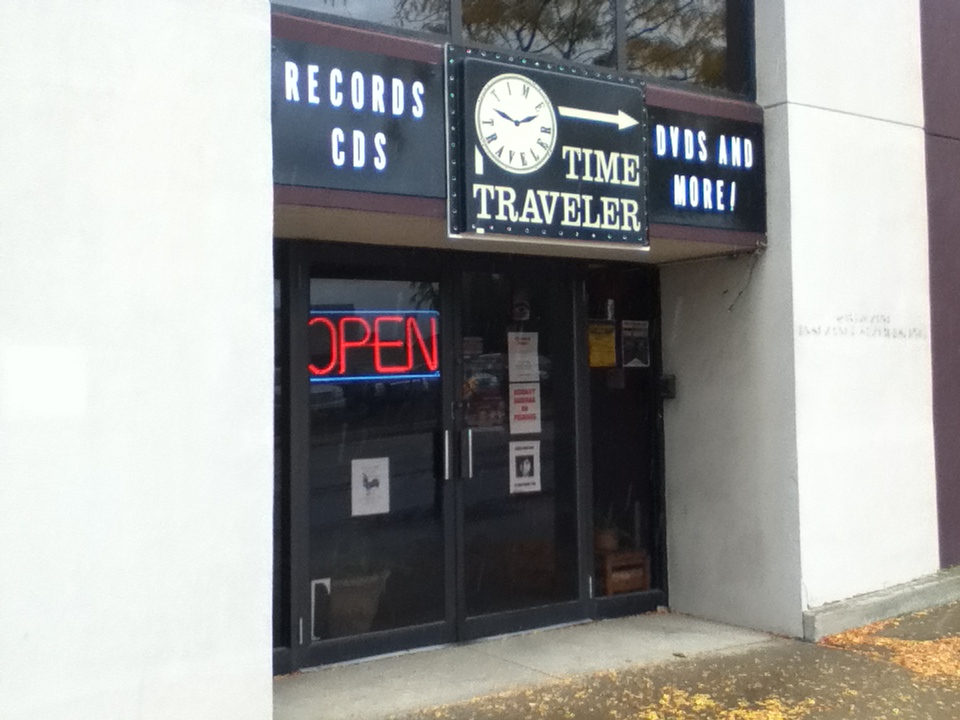 RECORDS
CDS
TIME
TRAVELER
TIME
TRAVELER
DVDS AND
MORE!
OPEN